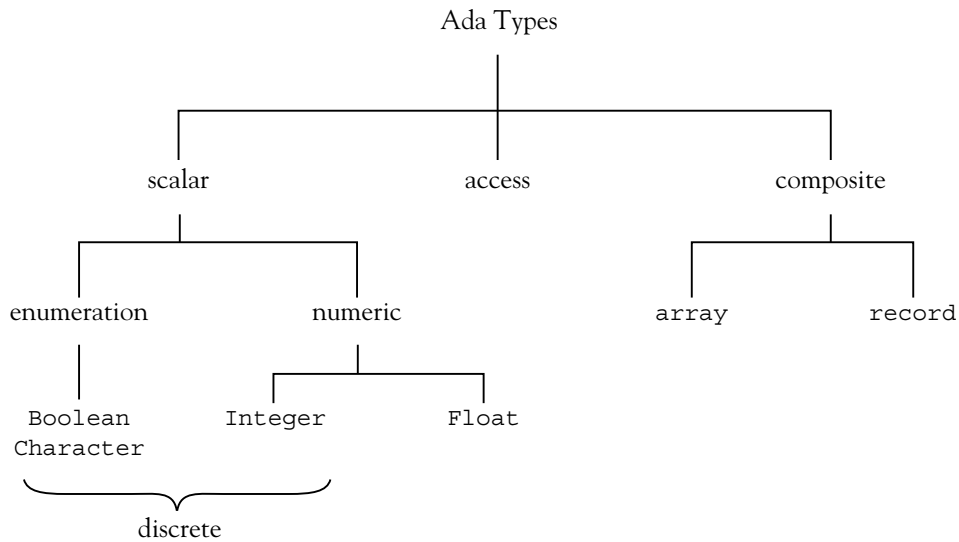 Ada Types
scalar
access
composite
enumeration
numeric
array
record
Boolean
Character
Integer
Float
discrete